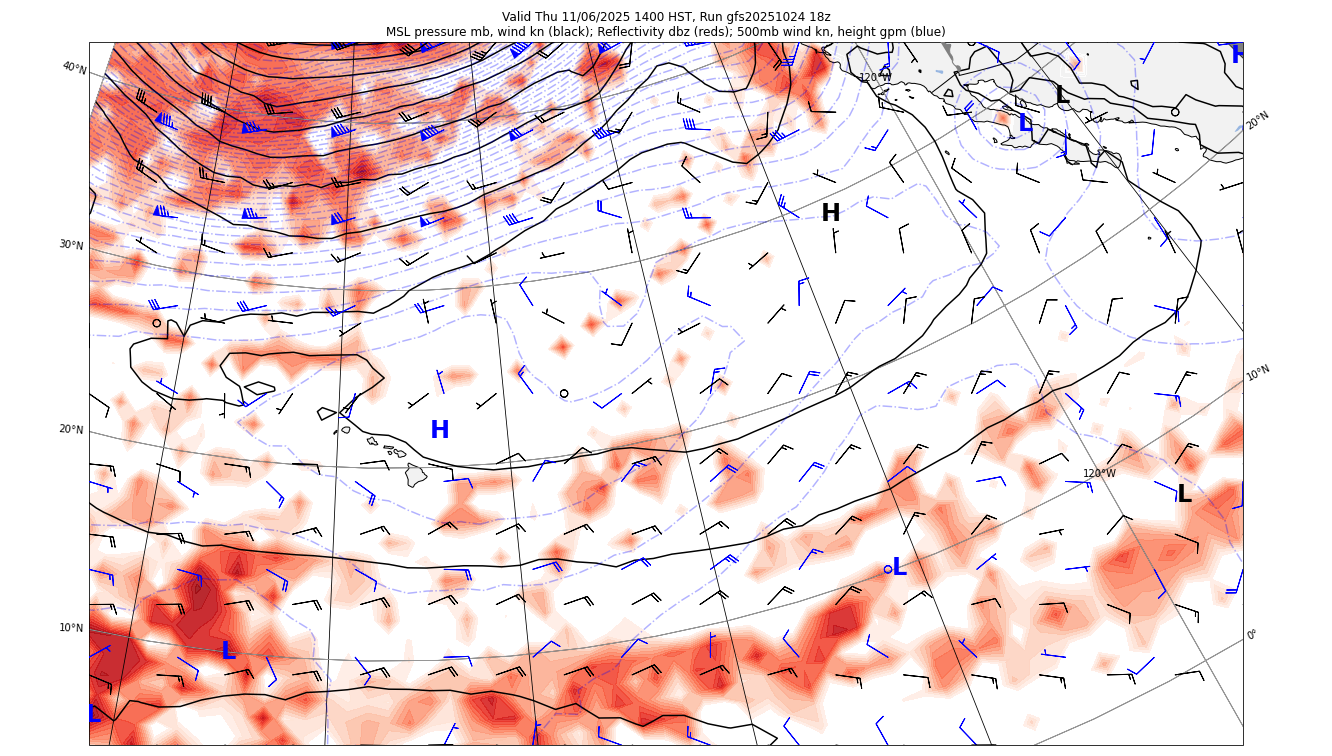 Valid Thu 11/06/2025 1400 HST, Run gfs20251024 18z
MSL pressure mb, wind kn (black); Reflectivity dbz (reds); 500mb wind kn, height gpm (blue)
H
40°N
120°W
L
L
20°N
H
30°N
10°N
20°N
H
120°W
L
L
10°N
0°
L
L